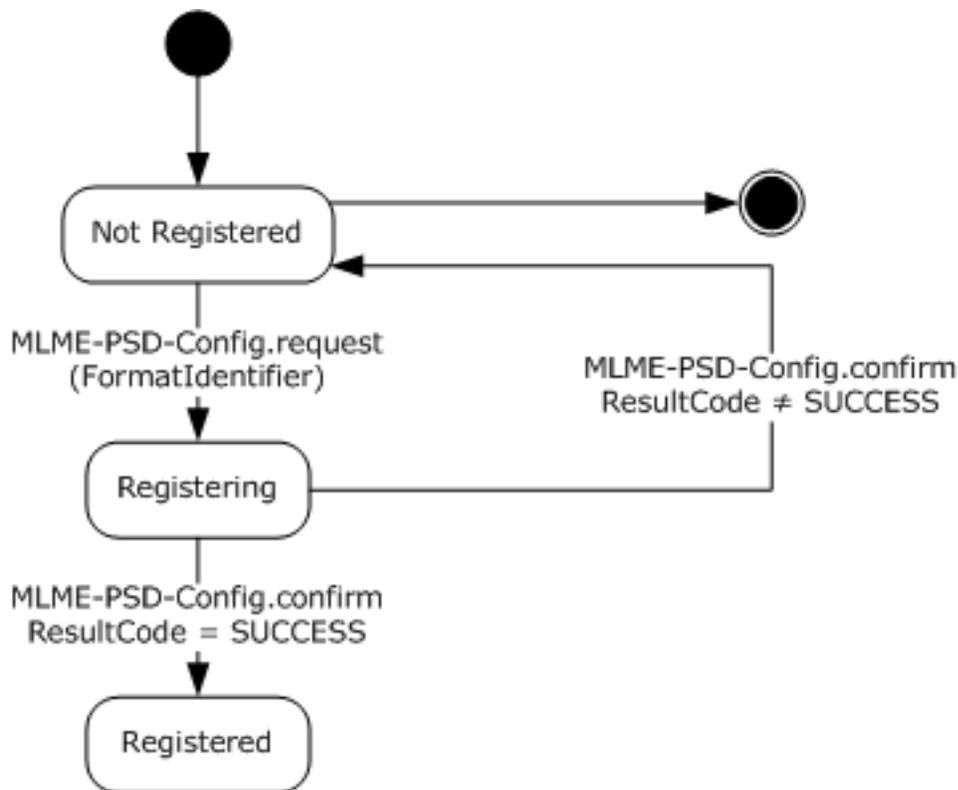 Not Registered
MLME-PSD-Config.request
(FormatIdentifier)
MLME-PSD-Config.confirm
ResultCode ≠ SUCCESS
Registering
MLME-PSD-Config.confirm
ResultCode = SUCCESS
Registered